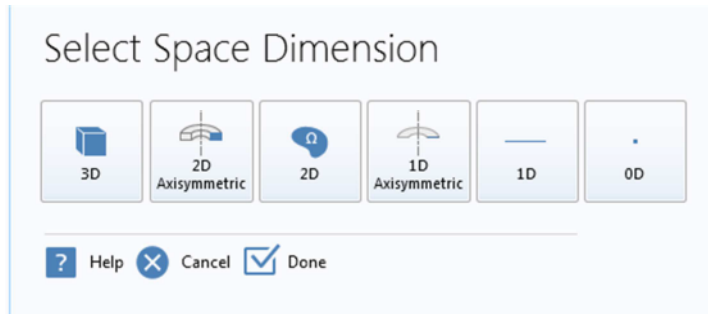 Select Space Dimension
3D
2D
Axisymmetric
Ω
2D
1D
Axisymmetric
1D
0D
? Help Cancel Done